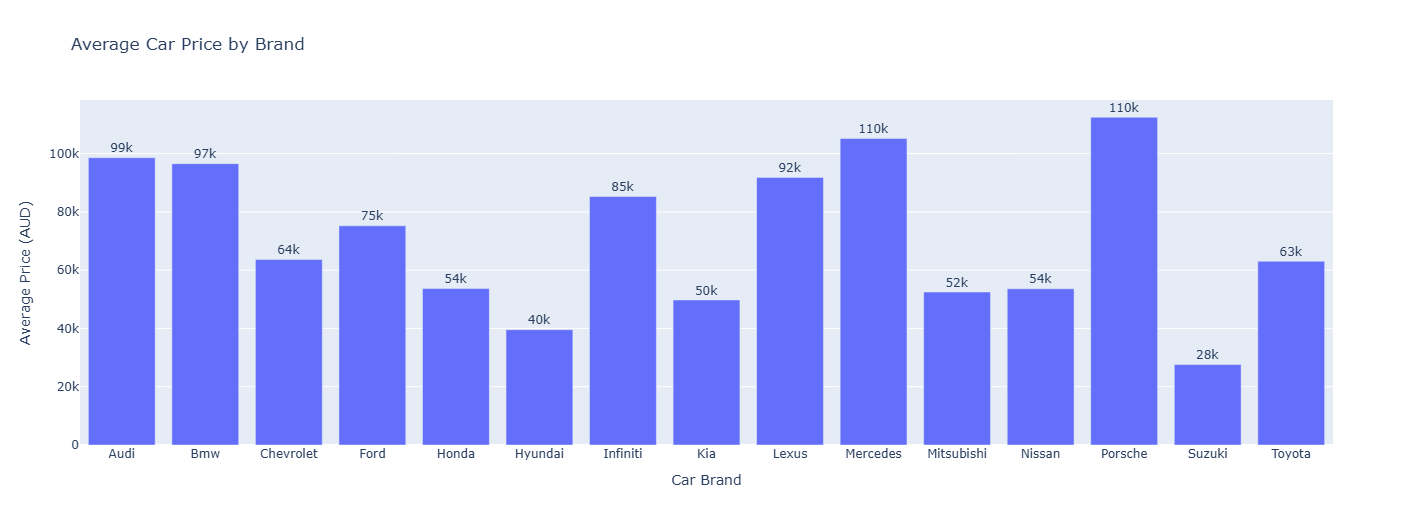 Average Car Price by Brand
110k
110k
99k
97k
92k
85k
75k
64k
63k
54k
54k
52k
50k
40k
28k
100k
80k
60k
40k
20k
0
Average Price (AUD)
Audi Bmw Chevrolet Ford Honda Hyundai Infiniti Kia Lexus Mercedes Mitsubishi Nissan Porsche Suzuki Toyota
Car Brand